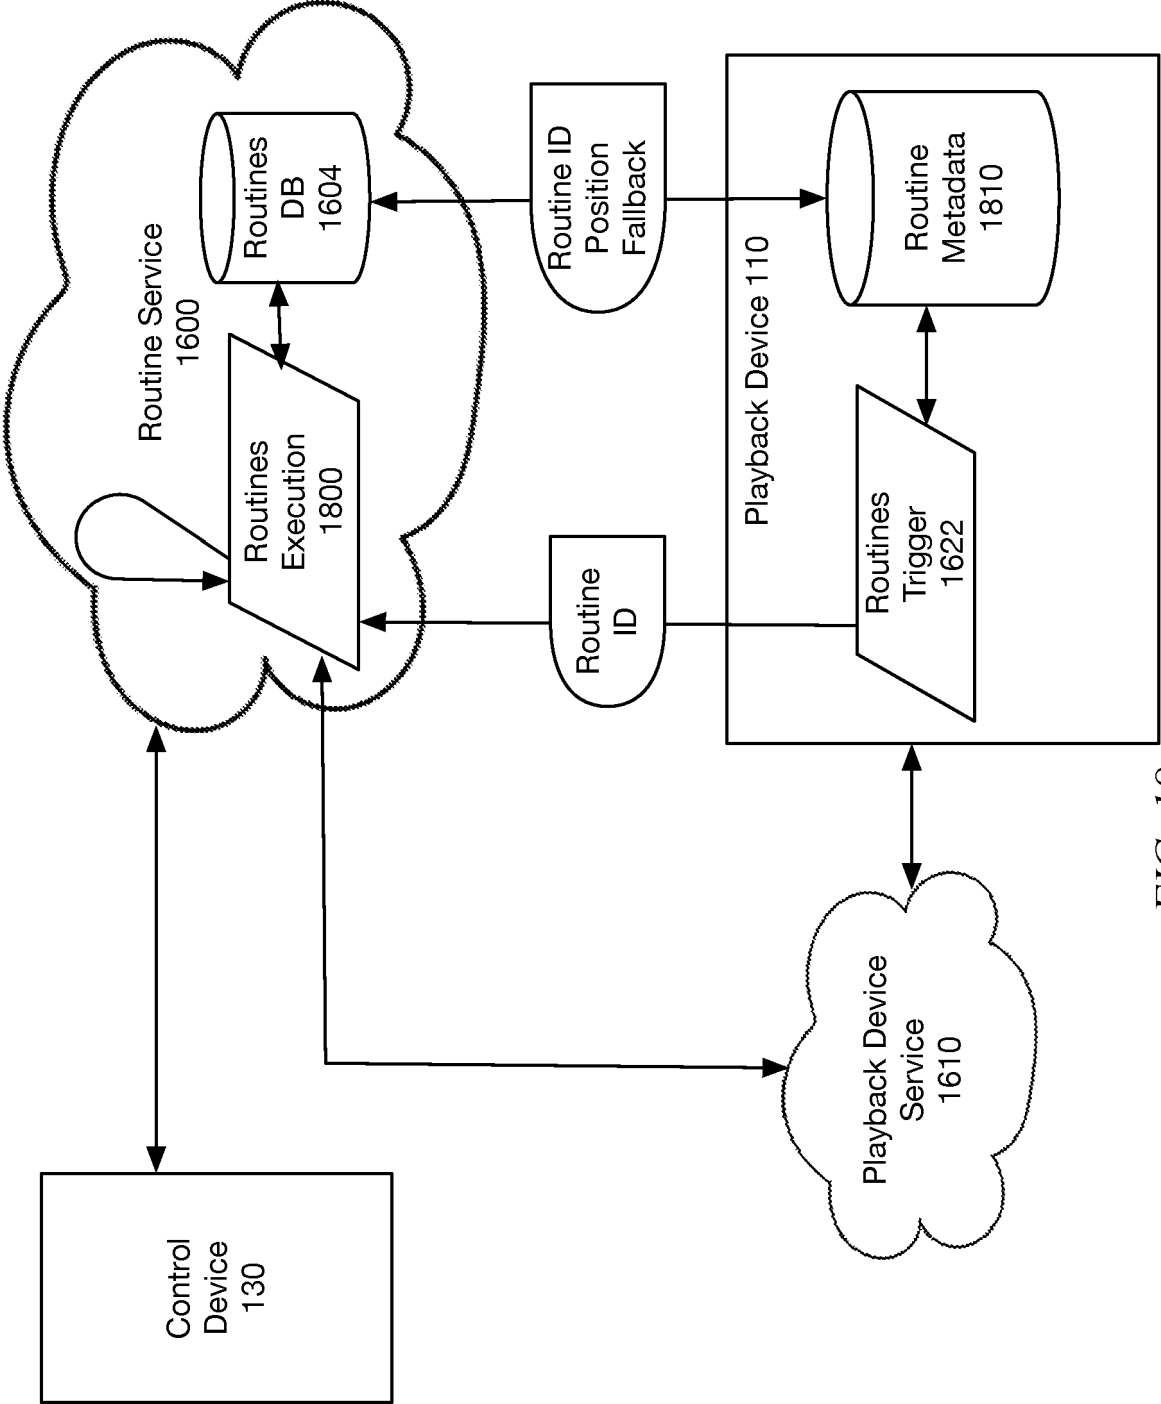 Control
Device
130
Routine Service
1600
Routines
Execution
1800
Routines
DB
1604
Routine
ID
Routine ID
Position
Fallback
Playback Device 110
Playback Device
Service
1610
Routines
Trigger
1622
Routine
Metadata
1810
FIG.